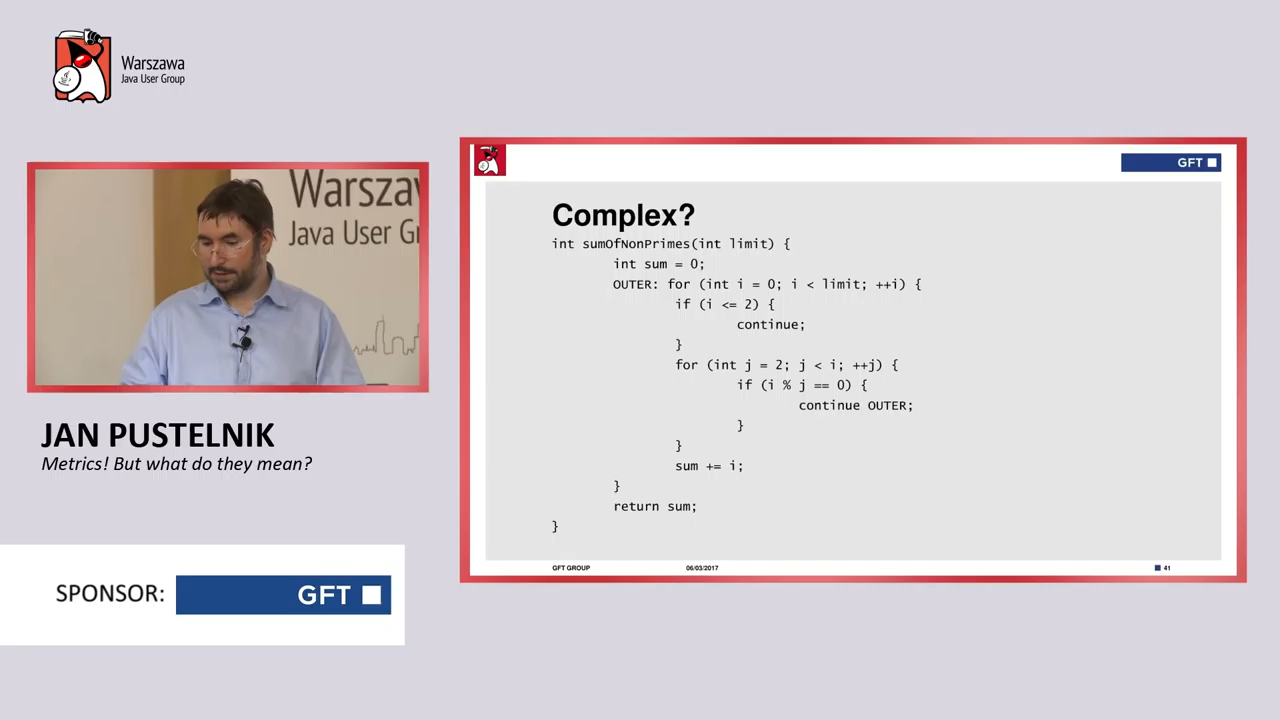 Warszawa
Java User Group
Warszaw
Java User Gr
JAN PUSTELNIK
Metrics! But what do they mean?
SPONSOR:
GFT
GFT
Complex?
int sumOfNonPrimes(int limit) {
int sum = 0;
OUTER: for (int i = 0; i < limit; ++i) {
if (i <= 2) {
continue;
}
for (int j = 2; j < i; ++j) {
if (i % j == 0) {
continue OUTER;
}
}
sum += i;
}
return sum;
}
GFT GROUP
06/03/2017
41